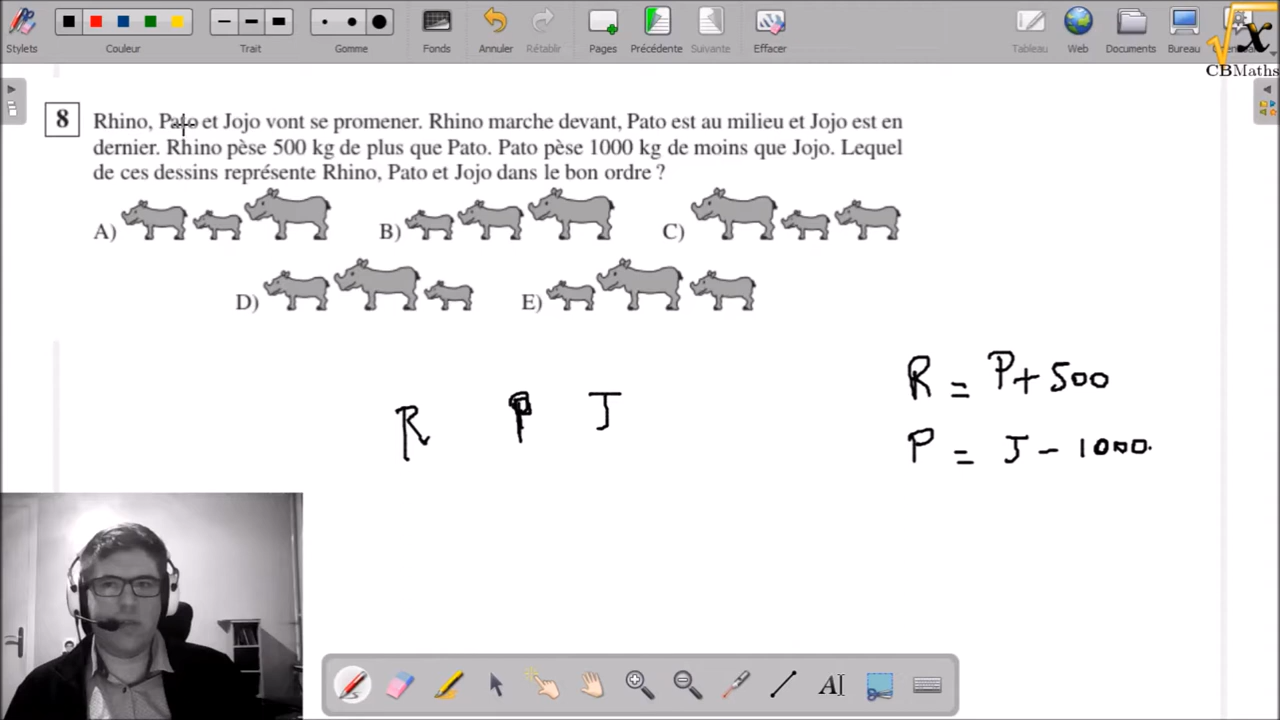 Stylets Couleur Trait Gomme Fonds Annuler Rétablir Pages Précédente Suivante Effacer Tableau Web Documents Bureau
√x
CBMaths
8 Rhino, Pato et Jojo vont se promener. Rhino marche devant, Pato est au milieu et Jojo est en
dernier. Rhino pèse 500 kg de plus que Pato. Pato pèse 1000 kg de moins que Jojo. Lequel
de ces dessins représente Rhino, Pato et Jojo dans le bon ordre ?
A) B) C)
D) E)
R = P + 500
R P J
P = J - 1000.